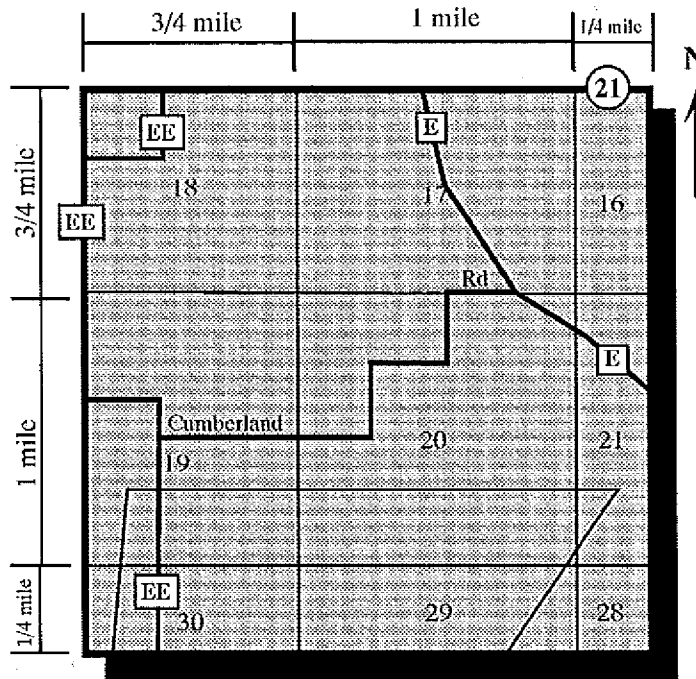 3/4 mile
1 mile
1/4 mile
N
21
EE
E
18
17
16
3/4 mile
EE
Rd
E
1 mile
Cumberland
19
20
21
1/4 mile
EE
30
29
28